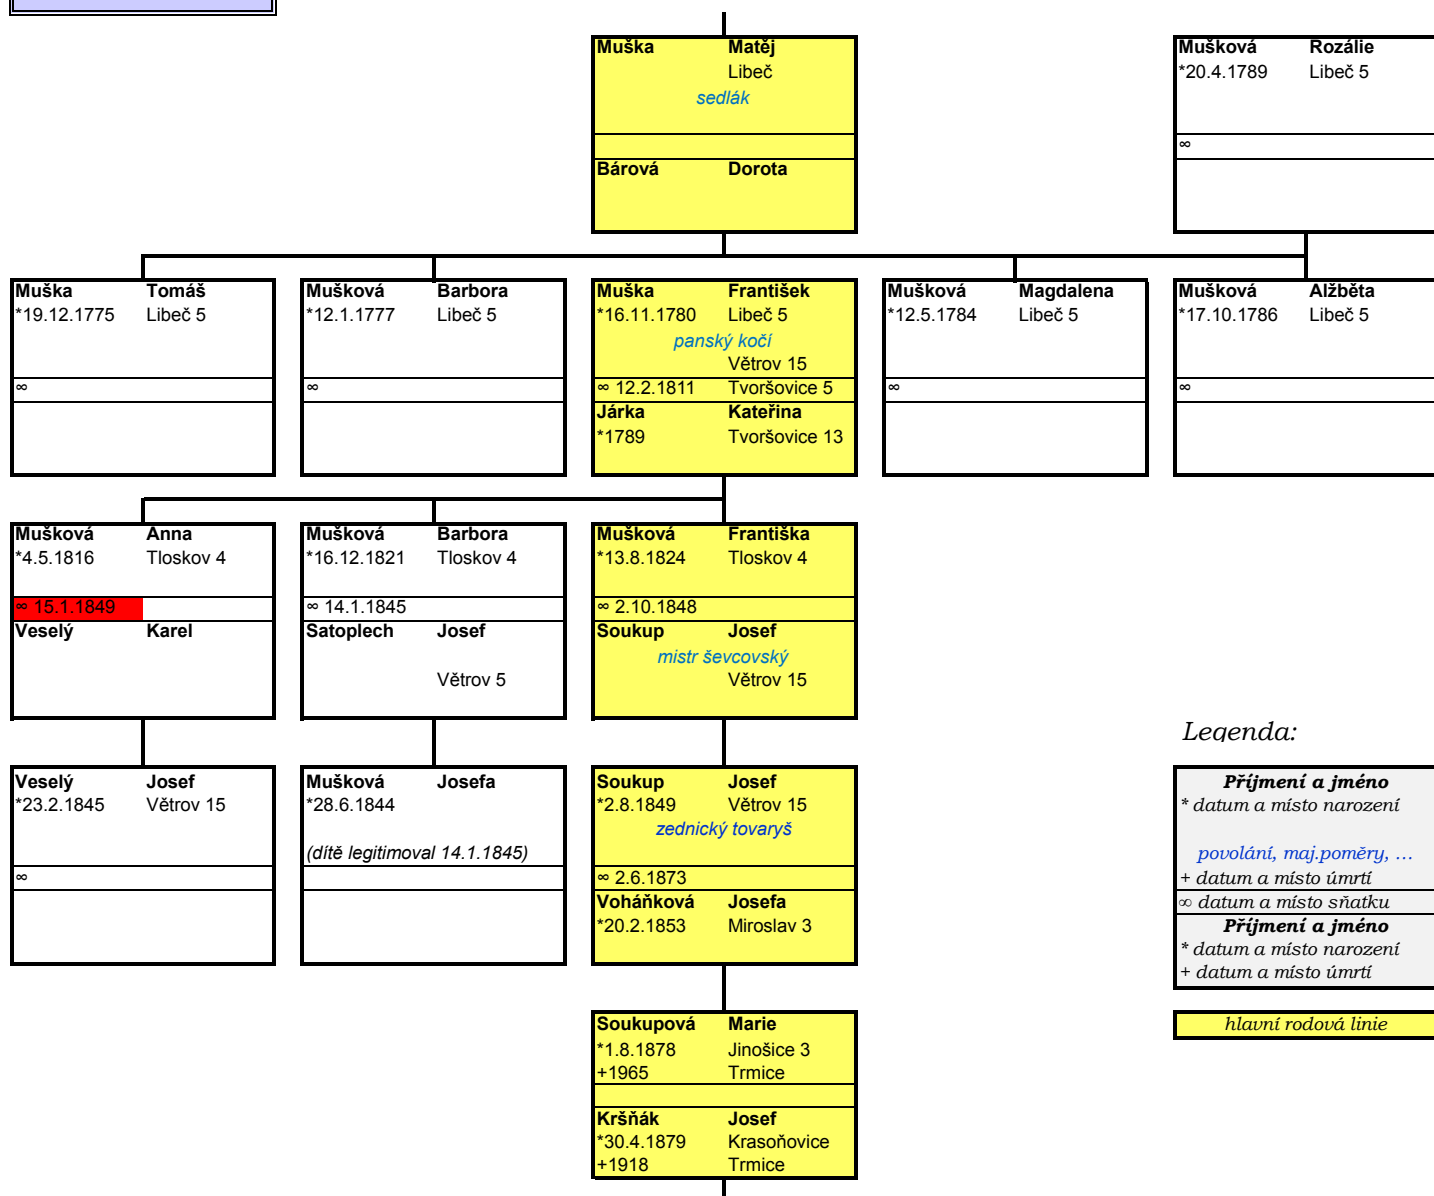 Muška Matěj
Libeč
sedlák
Bárová Dorota
Mušková Rozálie
*20.4.1789 Libeč 5
∞
Muška Tomáš
*19.12.1775 Libeč 5
∞
Mušková Barbora
*12.1.1777 Libeč 5
∞
Muška František
*16.11.1780 Libeč 5
panský kočí
Větrov 15
∞ 12.2.1811 Tvoršovice 5
Járka Kateřina
*1789 Tvoršovice 13
Mušková Magdalena
*12.5.1784 Libeč 5
∞
Mušková Alžběta
*17.10.1786 Libeč 5
∞
Mušková Anna
*4.5.1816 Tloskov 4
∞ 15.1.1849
Veselý Karel
Mušková Barbora
*16.12.1821 Tloskov 4
∞ 14.1.1845
Satoplech Josef
Větrov 5
Mušková Františka
*13.8.1824 Tloskov 4
∞ 2.10.1848
Soukup Josef
mistr ševcovský
Větrov 15
Veselý Josef
*23.2.1845 Větrov 15
∞
Mušková Josefa
*28.6.1844
(dítě legitimoval 14.1.1845)
Soukup Josef
*2.8.1849 Větrov 15
zednický tovaryš
∞ 2.6.1873
Voháňková Josefa
*20.2.1853 Miroslav 3
Soukupová Marie
*1.8.1878 Jinošice 3
+1965 Trmice
Kršňák Josef
*30.4.1879 Krasoňovice
+1918 Trmice
Legenda:
Příjmení a jméno
* datum a místo narození
povolání, maj.poměry, ...
+ datum a místo úmrtí
∞ datum a místo sňatku
Příjmení a jméno
* datum a místo narození
+ datum a místo úmrtí
hlavní rodová linie